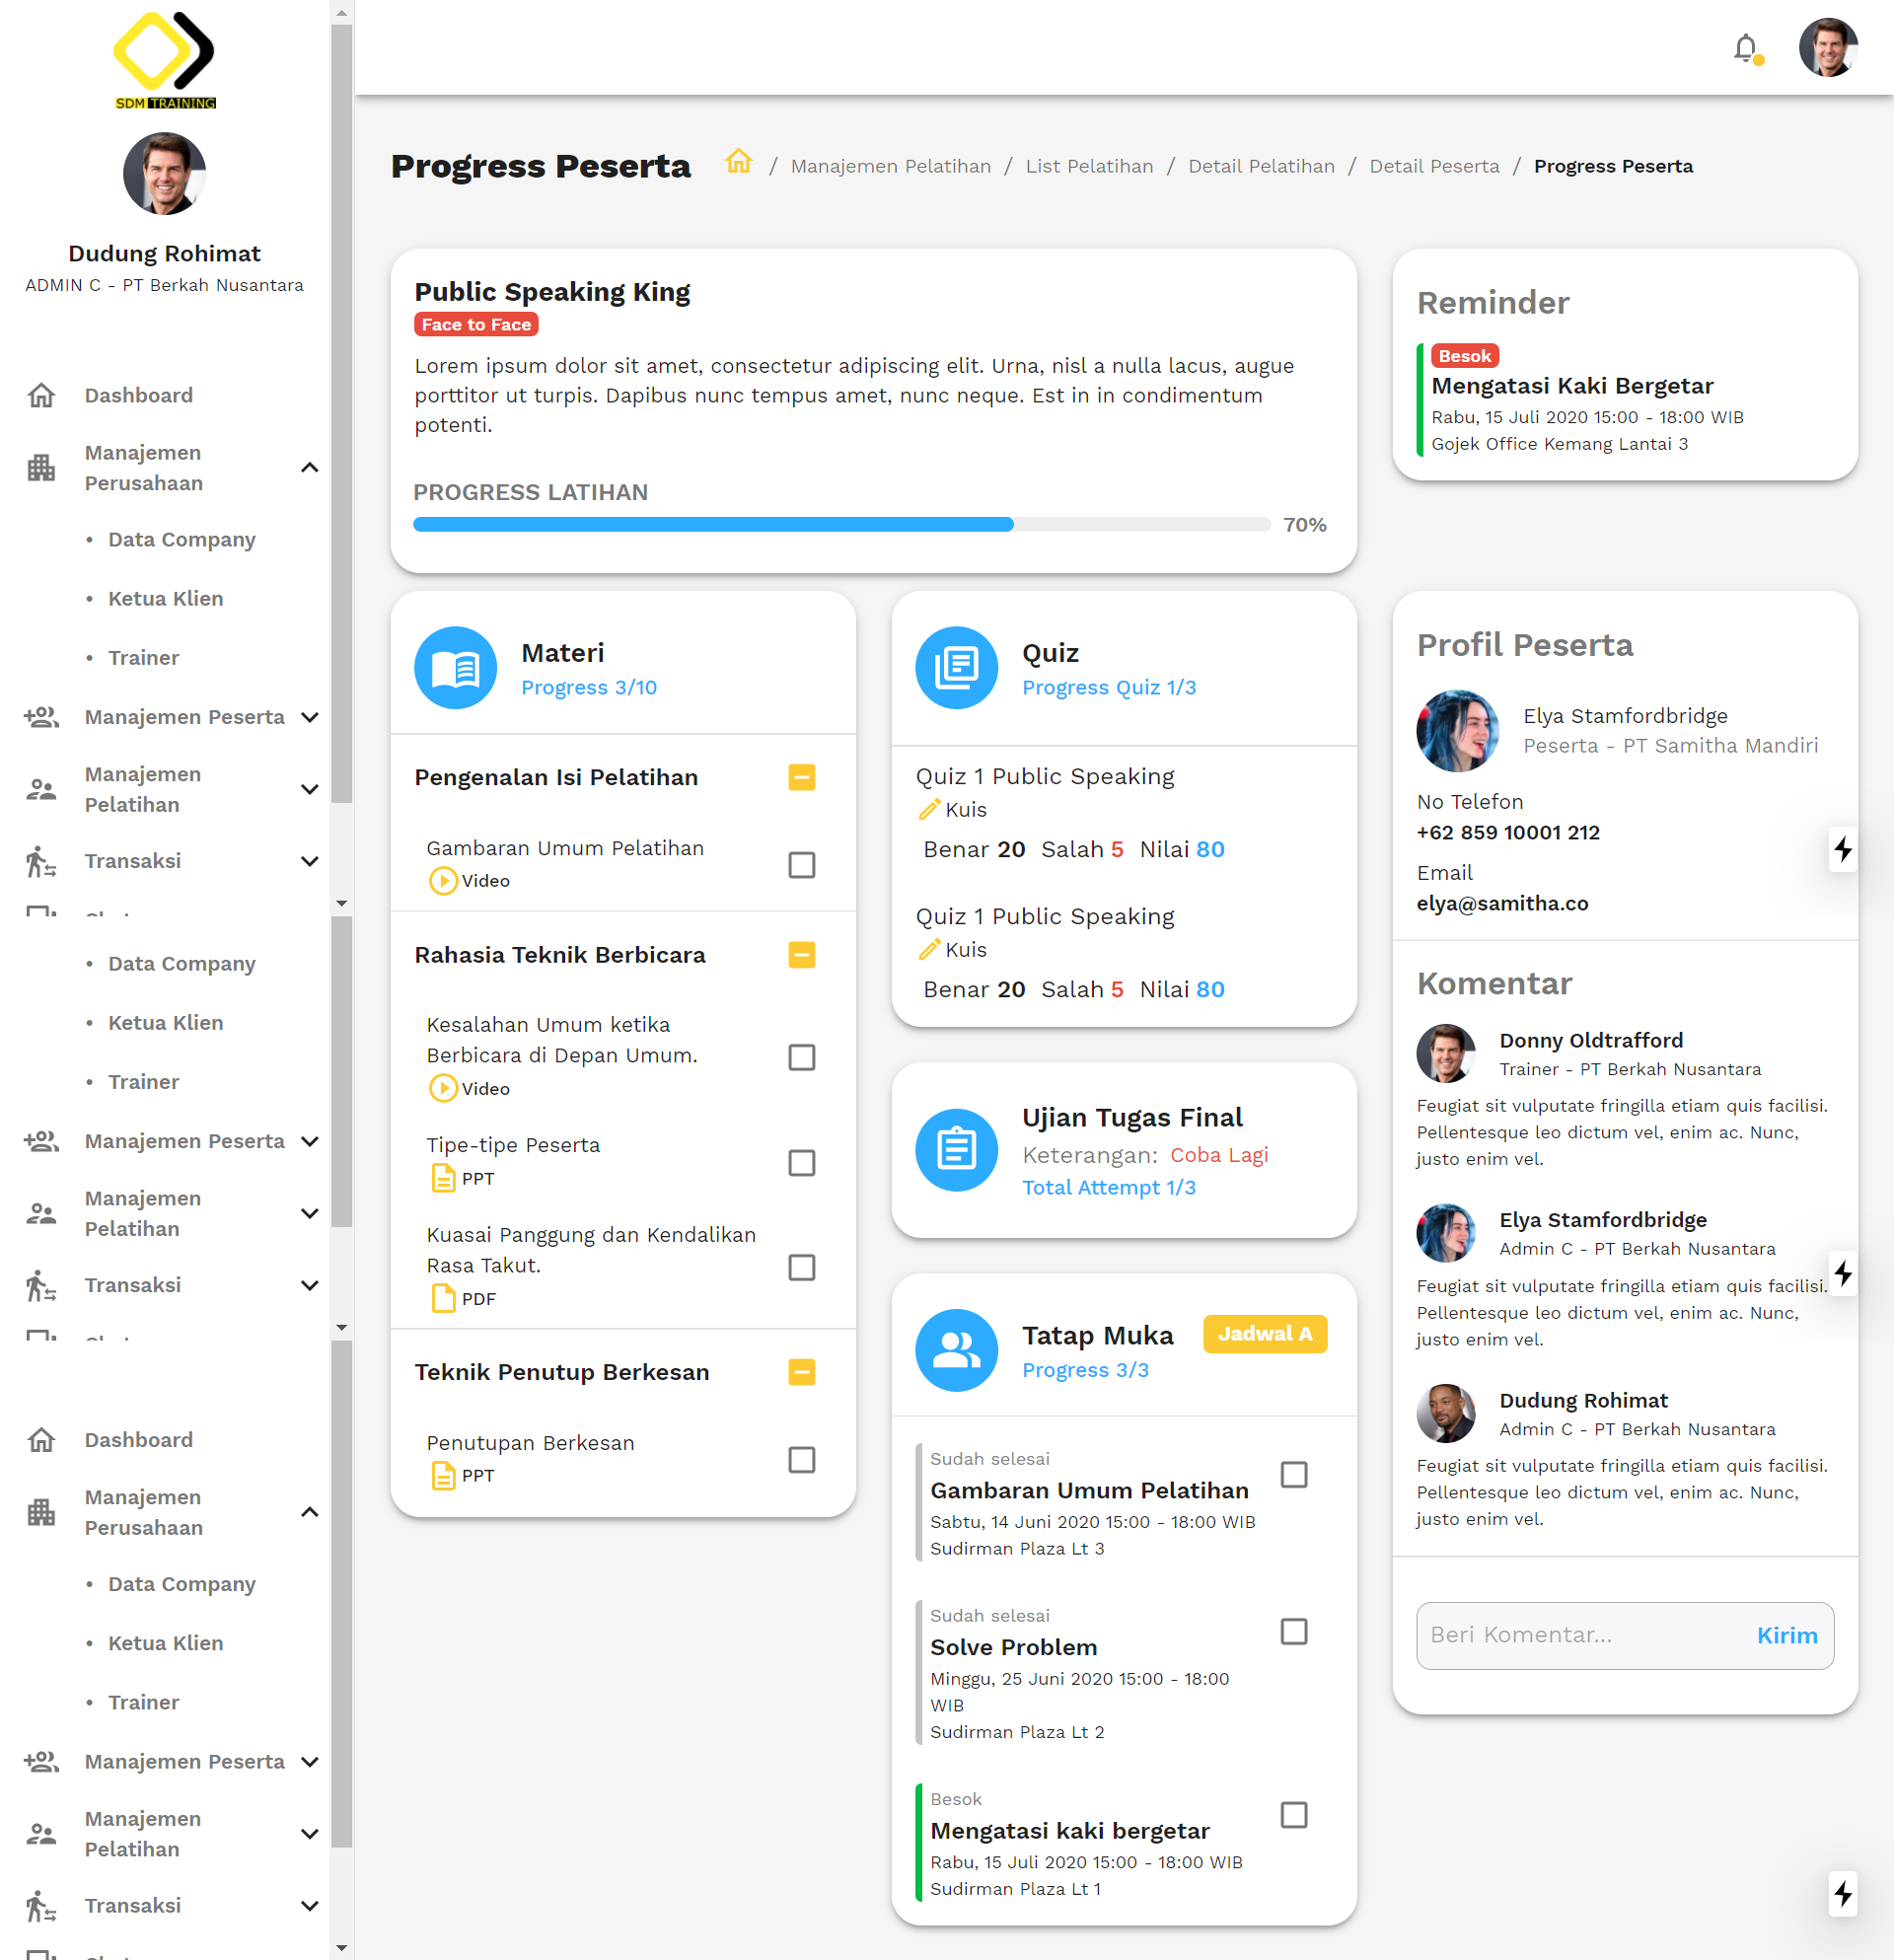 SDM TRAINING
Dudung Rohimat
ADMIN C - PT Berkah Nusantara
Dashboard
Manajemen
Perusahaan
• Data Company
• Ketua Klien
• Trainer
Manajemen Peserta
Manajemen
Pelatihan
Transaksi
• Data Company
• Ketua Klien
• Trainer
Manajemen Peserta
Manajemen
Pelatihan
Transaksi
Dashboard
Manajemen
Perusahaan
• Data Company
• Ketua Klien
• Trainer
Manajemen Peserta
Manajemen
Pelatihan
Transaksi
Progress Peserta
/ Manajemen Pelatihan / List Pelatihan / Detail Pelatihan / Detail Peserta / Progress Peserta
Public Speaking King
Face to Face
Lorem ipsum dolor sit amet, consectetur adipiscing elit. Urna, nisl a nulla lacus, augue
porttitor ut turpis. Dapibus nunc tempus amet, nunc neque. Est in in condimentum
potenti.
PROGRESS LATIHAN
70%
Reminder
Besok
Mengatasi Kaki Bergetar
Rabu, 15 Juli 2020 15:00 - 18:00 WIB
Gojek Office Kemang Lantai 3
Materi
Progress 3/10
Pengenalan Isi Pelatihan
Gambaran Umum Pelatihan
Video
Rahasia Teknik Berbicara
Kesalahan Umum ketika
Berbicara di Depan Umum.
Video
Tipe-tipe Peserta
PPT
Kuasai Panggung dan Kendalikan
Rasa Takut.
PDF
Teknik Penutup Berkesan
Penutupan Berkesan
PPT
Quiz
Progress Quiz 1/3
Quiz 1 Public Speaking
Kuis
Benar 20 Salah 5 Nilai 80
Quiz 1 Public Speaking
Kuis
Benar 20 Salah 5 Nilai 80
Ujian Tugas Final
Keterangan: Coba Lagi
Total Attempt 1/3
Tatap Muka
Jadwal A
Progress 3/3
Sudah selesai
Gambaran Umum Pelatihan
Sabtu, 14 Juni 2020 15:00 - 18:00 WIB
Sudirman Plaza Lt 3
Sudah selesai
Solve Problem
Minggu, 25 Juni 2020 15:00 - 18:00
WIB
Sudirman Plaza Lt 2
Besok
Mengatasi kaki bergetar
Rabu, 15 Juli 2020 15:00 - 18:00 WIB
Sudirman Plaza Lt 1
Profil Peserta
Elya Stamfordbridge
Peserta - PT Samitha Mandiri
No Telefon
+62 859 10001 212
Email
elya@samitha.co
Komentar
Donny Oldtrafford
Trainer - PT Berkah Nusantara
Feugiat sit vulputate fringilla etiam quis facilisi.
Pellentesque leo dictum vel, enim ac. Nunc,
justo enim vel.
Elya Stamfordbridge
Admin C - PT Berkah Nusantara
Feugiat sit vulputate fringilla etiam quis facilisi.
Pellentesque leo dictum vel, enim ac. Nunc,
justo enim vel.
Dudung Rohimat
Admin C - PT Berkah Nusantara
Feugiat sit vulputate fringilla etiam quis facilisi.
Pellentesque leo dictum vel, enim ac. Nunc,
justo enim vel.
Beri Komentar...
Kirim